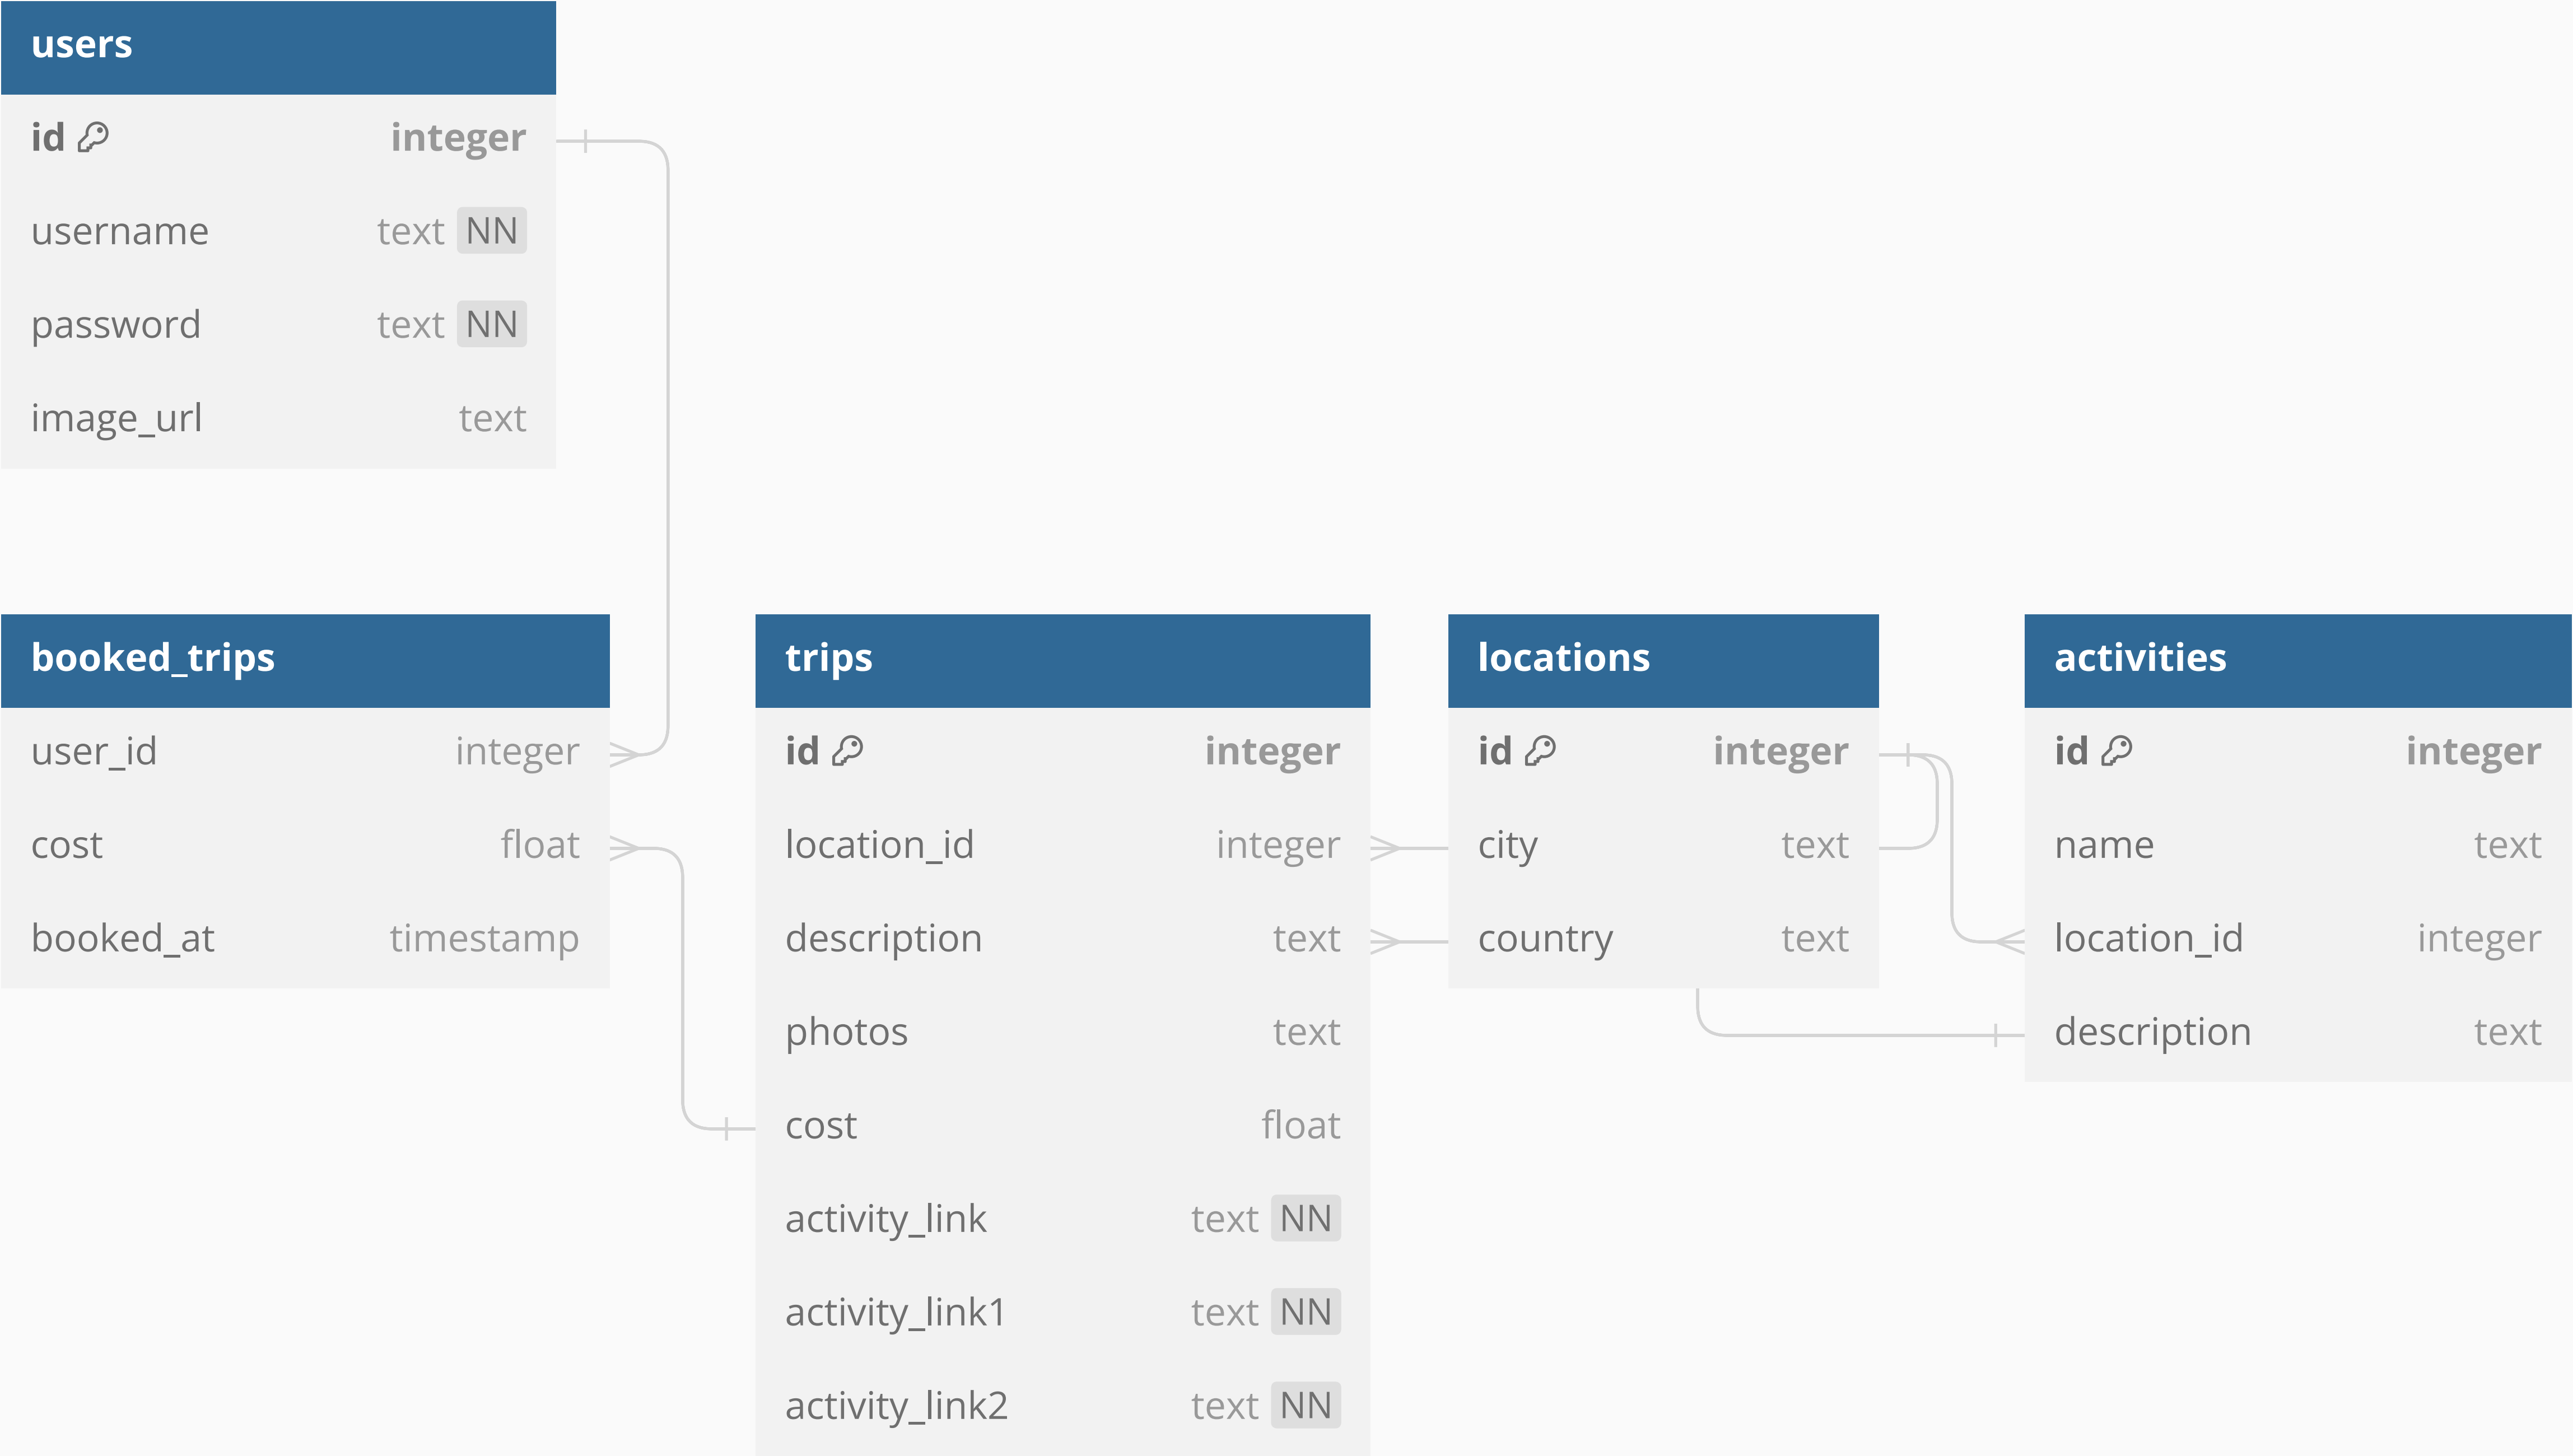 users
id integer
username text NN
password text NN
image_url text
booked_trips
user_id integer
cost float
booked_at timestamp
trips
id integer
location_id integer
description text
photos text
cost float
activity_link text NN
activity_link1 text NN
activity_link2 text NN
locations
id integer
city text
country text
activities
id integer
name text
location_id integer
description text